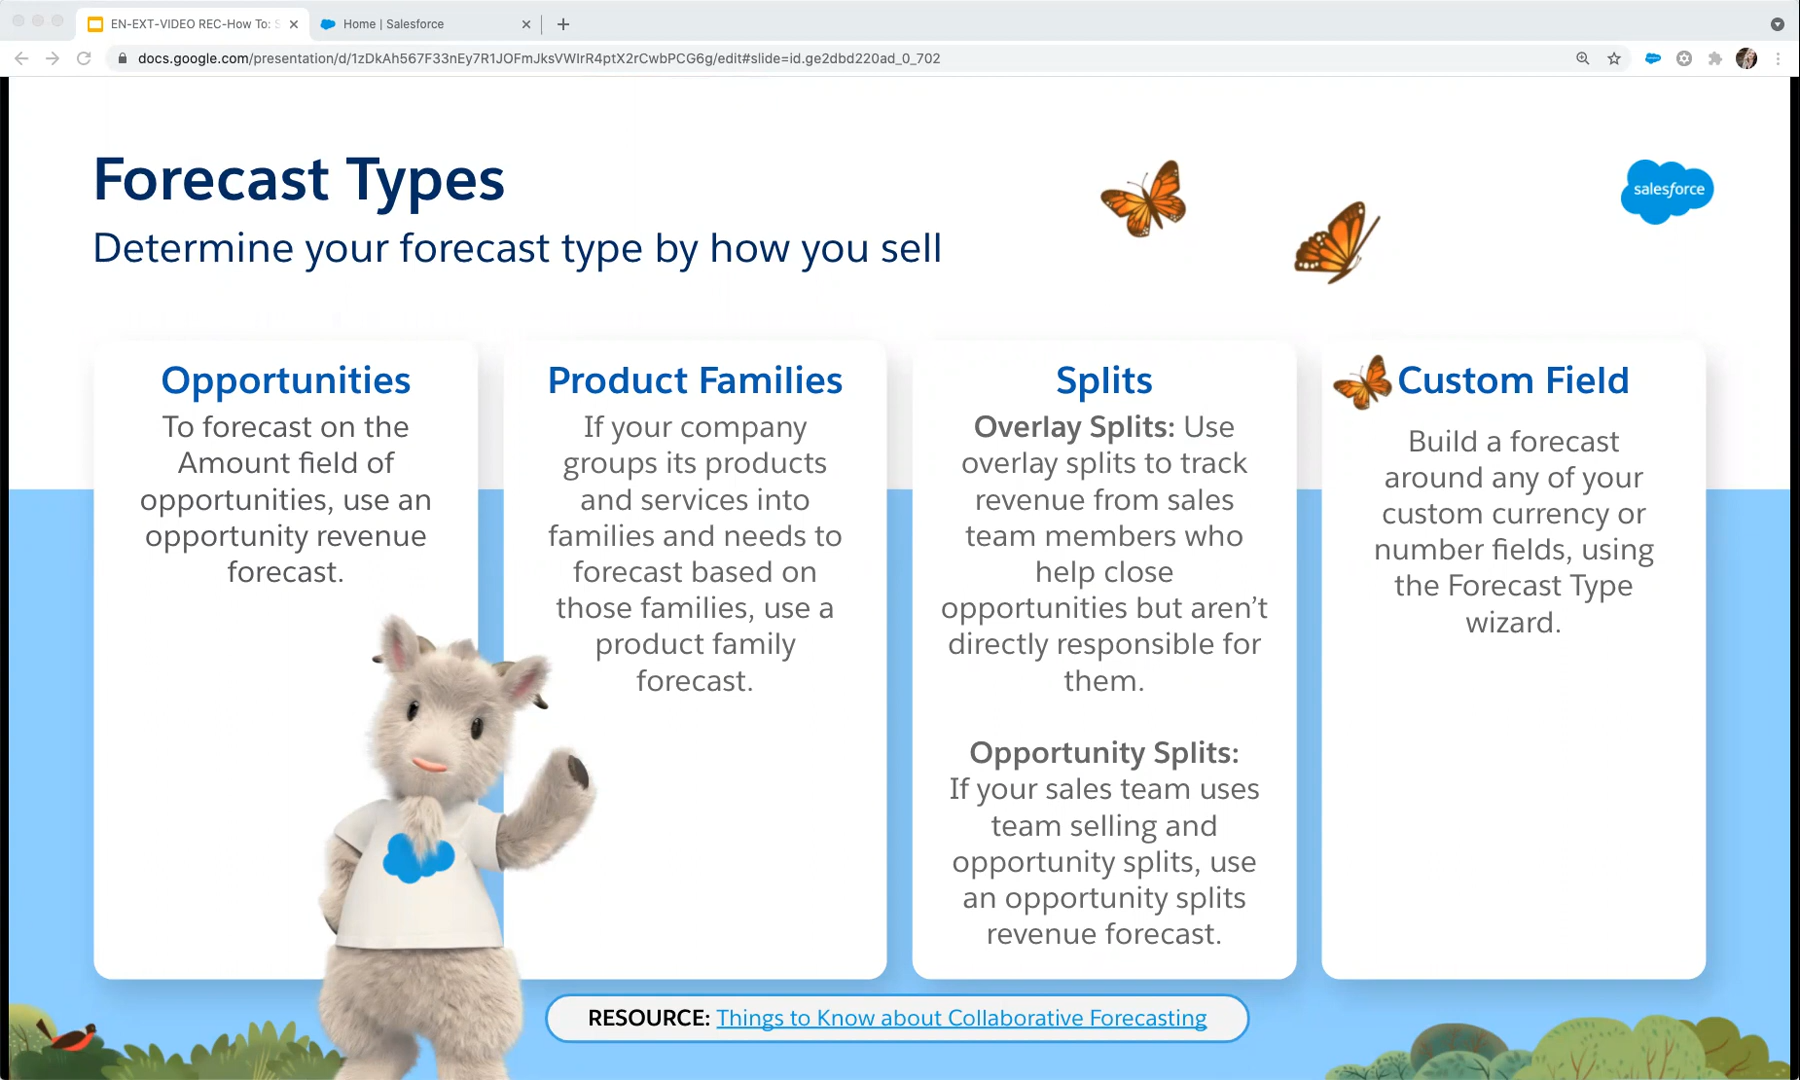 EN-EXT-VIDEO REC-How To: S
Home | Salesforce
docs.google.com/presentation/d/1zDkAh567F33nEy7R1JOFmJksVWIrR4ptX2rCwbPCG6g/edit#slide=id.ge2dbd220ad_0_702
Forecast Types
salesforce
Determine your forecast type by how you sell
Opportunities
To forecast on the
Amount field of
opportunities, use an
opportunity revenue
forecast.
Product Families
If your company
groups its products
and services into
families and needs to
forecast based on
those families, use a
product family
forecast.
Splits
Overlay Splits: Use
overlay splits to track
revenue from sales
team members who
help close
opportunities but aren’t
directly responsible for
them.
Opportunity Splits:
If your sales team uses
team selling and
opportunity splits, use
an opportunity splits
revenue forecast.
Custom Field
Build a forecast
around any of your
custom currency or
number fields, using
the Forecast Type
wizard.
RESOURCE: Things to Know about Collaborative Forecasting